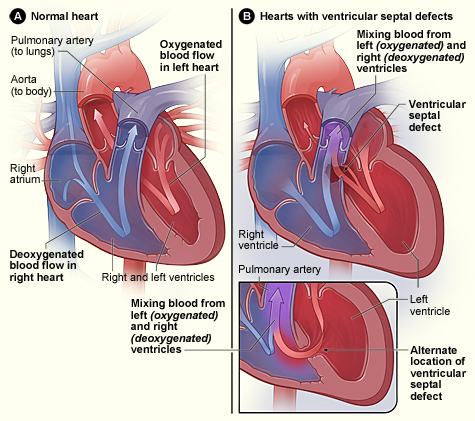 A Normal heart
Pulmonary artery
(to lungs)
Oxygenated
blood flow
in left heart
Aorta
(to body)
Right
atrium
Deoxygenated
blood flow in
right heart
Right and left ventricles
Mixing blood from
left (oxygenated)
and right
(deoxygenated)
ventricles
B Hearts with ventricular septal defects
Mixing blood from
left (oxygenated) and
right (deoxygenated)
ventricles
Ventricular
septal
defect
Right
ventricle
Pulmonary artery
Left
ventricle
Alternate
location of
ventricular
septal
defect